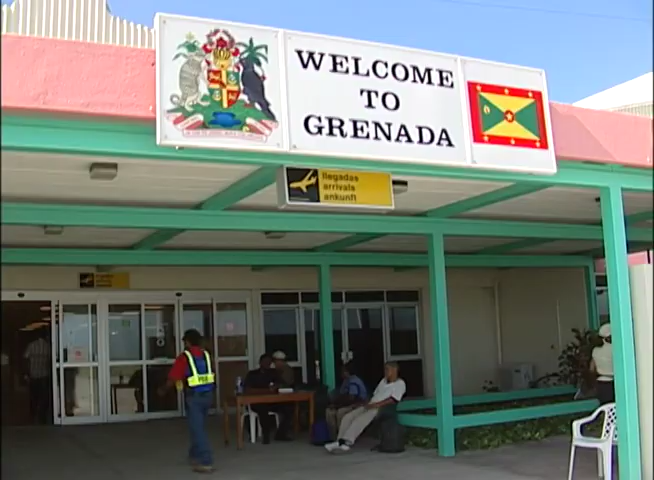 WELCOME
TO
GRENADA
llegadas
arrivals
ankunft